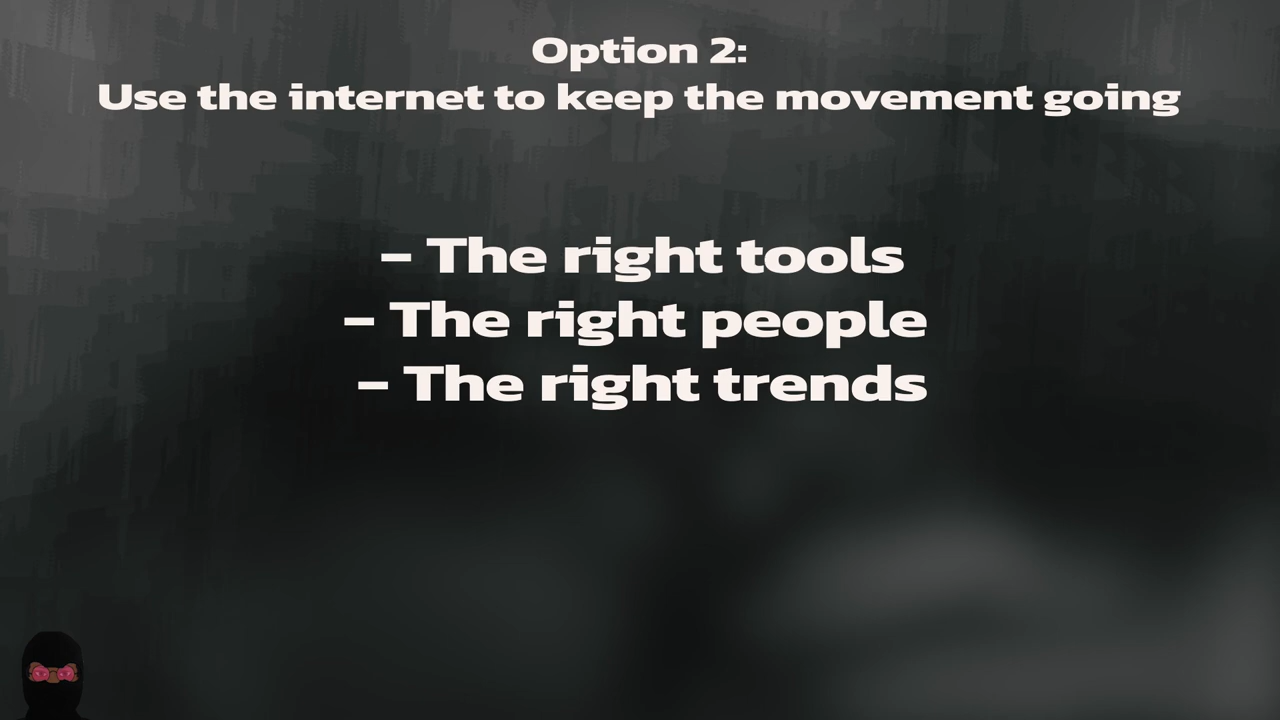 Option 2:
Use the internet to keep the movement going
– The right tools
– The right people
– The right trends